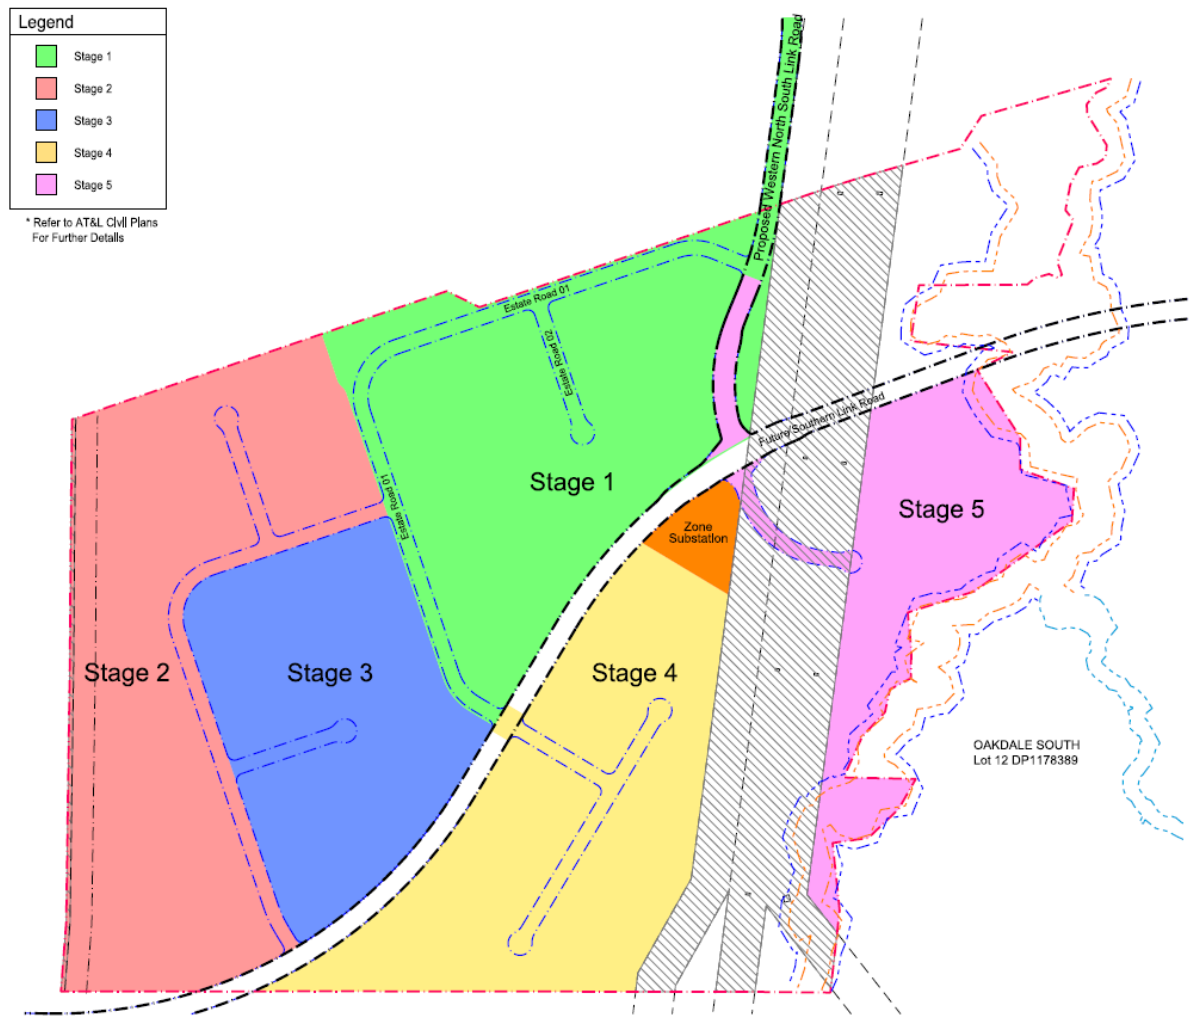 Legend
Stage 1
Stage 2
Stage 3
Stage 4
Stage 5
* Refer to AT&L Civil Plans
For Further Details
Proposed Western North South Link Road
Estate Road 01
Estate Road 02
Future Southern Link Road
Stage 1
Estate Road 01
Stage 5
Zone
Substation
Stage 2
Stage 3
Stage 4
OAKDALE SOUTH
Lot 12 DP1178389